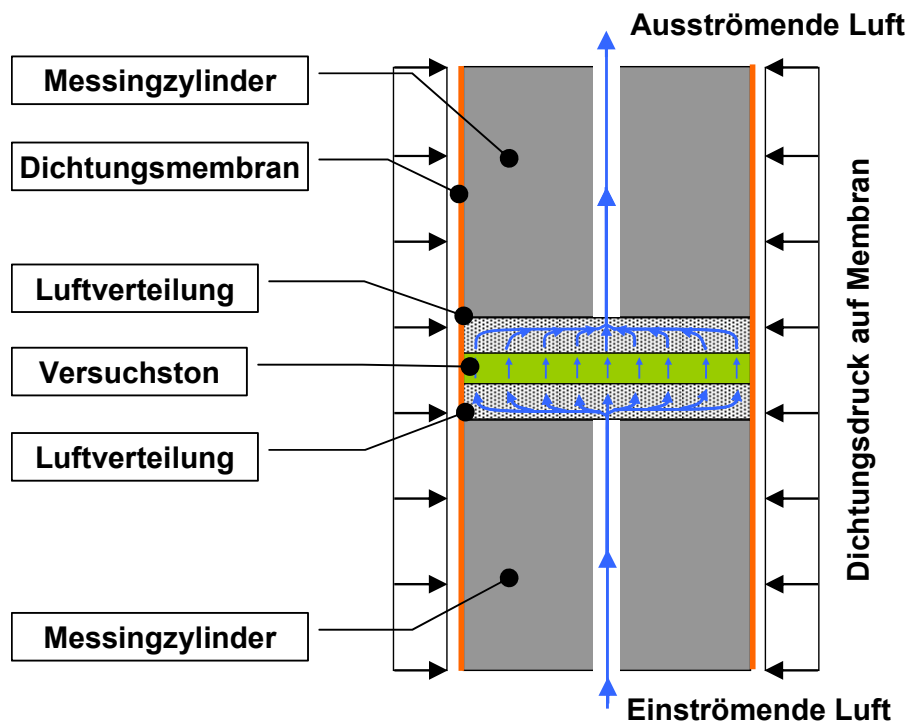 Ausströmende Luft
Messingzylinder
Dichtungsmembran
Luftverteilung
Versuchston
Luftverteilung
Messingzylinder
Dichtungsdruck auf Membran
Einströmende Luft